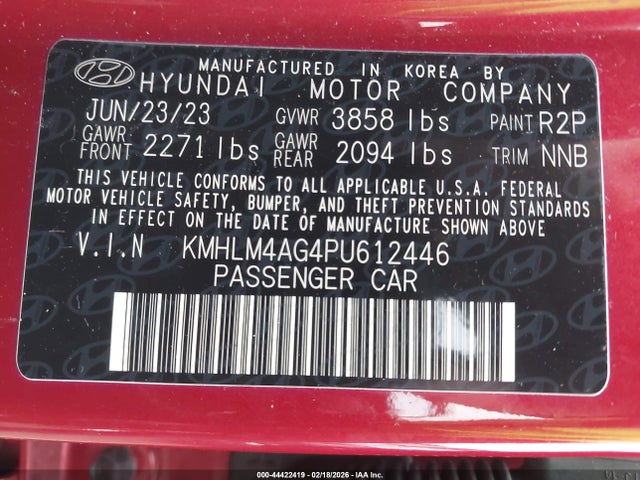 MANUFACTURED IN KOREA BY
HYUNDAI MOTOR COMPANY
JUN/23/23 GVWR 3858 lbs PAINT R2P
GAWR FRONT 2271 lbs GAWR REAR 2094 lbs TRIM NNB
THIS VEHICLE CONFORMS TO ALL APPLICABLE U.S.A. FEDERAL
MOTOR VEHICLE SAFETY, BUMPER, AND THEFT PREVENTION STANDARDS
IN EFFECT ON THE DATE OF MANUFACTURE SHOWN ABOVE.
V.I.N KMHLM4AG4PU612446
PASSENGER CAR
000-44422419 - 02/18/2026 - IAA Inc.